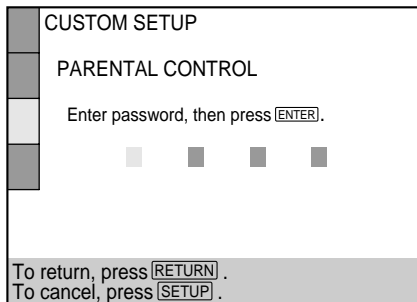 CUSTOM SETUP
PARENTAL CONTROL
Enter password, then press ENTER.
To return, press RETURN .
To cancel, press SETUP .